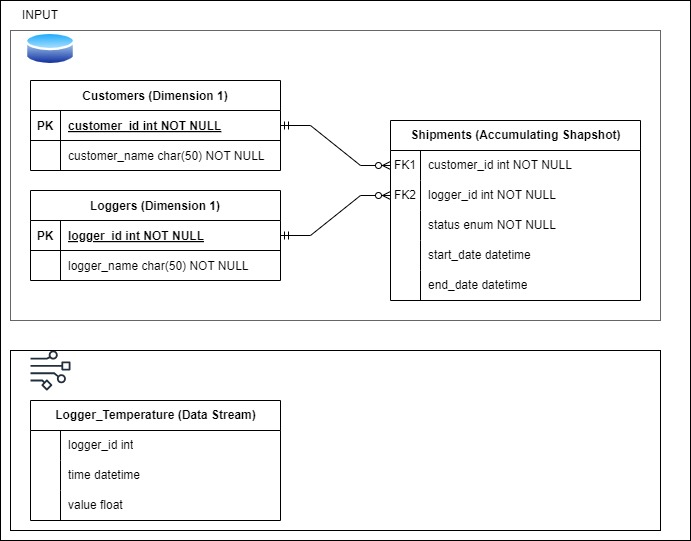 INPUT
Customers (Dimension 1)
PK customer_id int NOT NULL
customer_name char(50) NOT NULL
Loggers (Dimension 1)
PK logger_id int NOT NULL
logger_name char(50) NOT NULL
Shipments (Accumulating Shapshot)
FK1 customer_id int NOT NULL
FK2 logger_id int NOT NULL
status enum NOT NULL
start_date datetime
end_date datetime
Logger_Temperature (Data Stream)
logger_id int
time datetime
value float